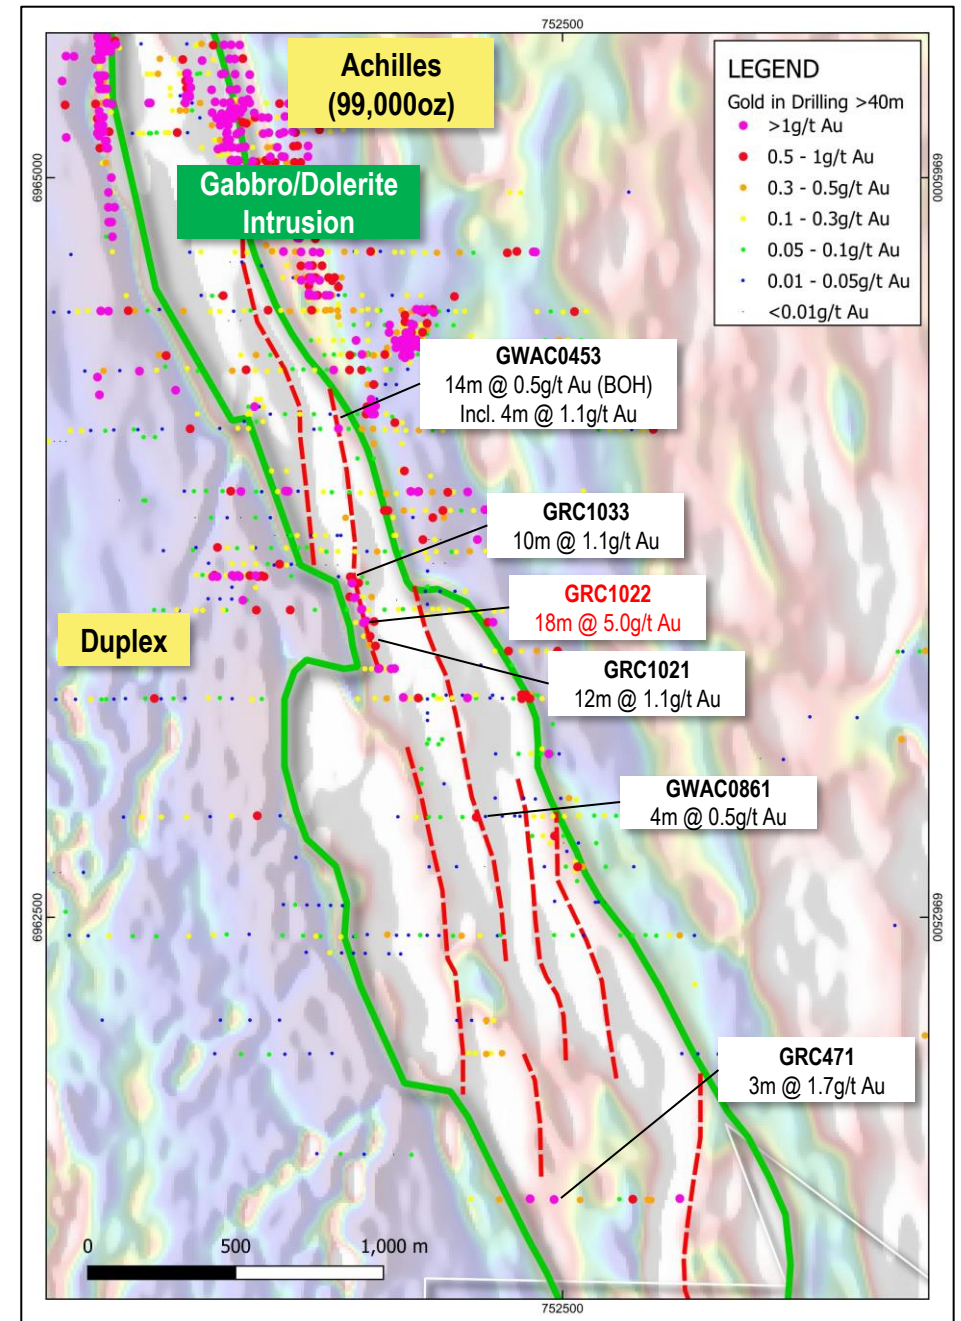 752500
Achilles
(99,000oz)
LEGEND
Gold in Drilling >40m
>1g/t Au
0.5 - 1g/t Au
0.3 - 0.5g/t Au
0.1 - 0.3g/t Au
0.05 - 0.1g/t Au
0.01 - 0.05g/t Au
<0.01g/t Au
6965000
6965000
Gabbro/Dolerite
Intrusion
GWAC0453
14m @ 0.5g/t Au (BOH)
Incl. 4m @ 1.1g/t Au
GRC1033
10m @ 1.1g/t Au
GRC1022
18m @ 5.0g/t Au
Duplex
GRC1021
12m @ 1.1g/t Au
GWAC0861
4m @ 0.5g/t Au
6962500
6962500
GRC471
3m @ 1.7g/t Au
0 500 1,000 m
752500